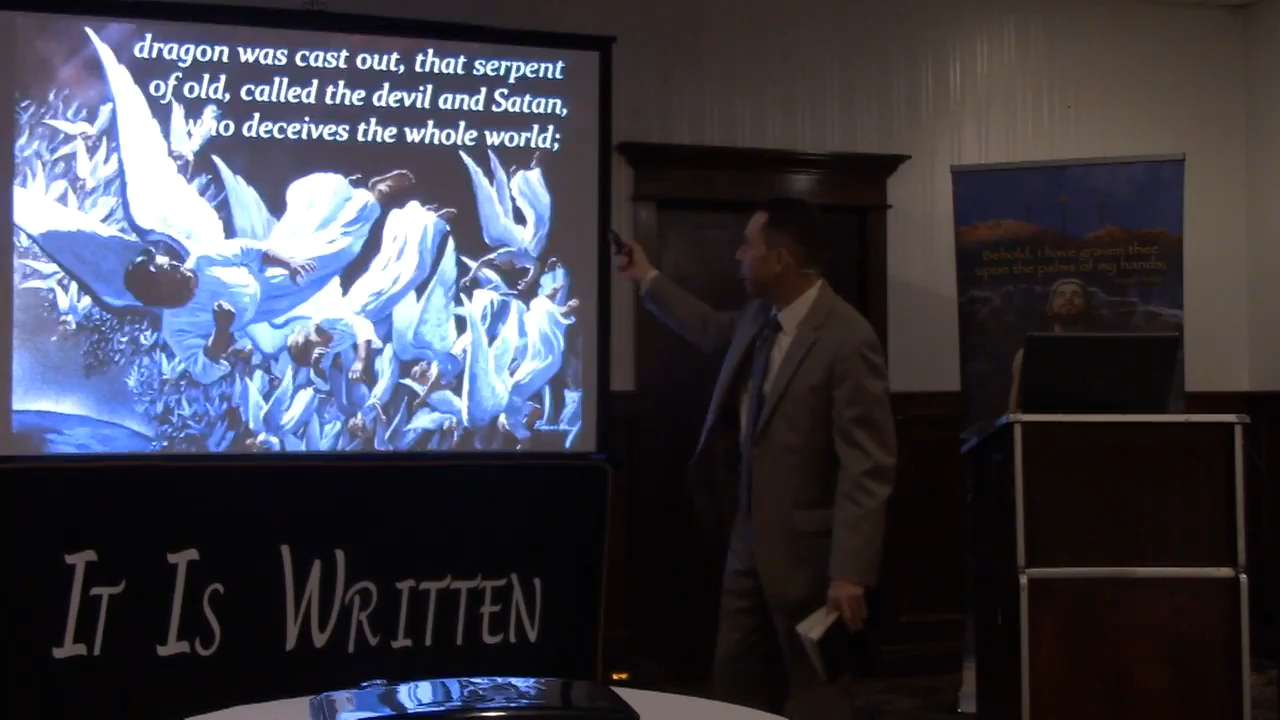 dragon was cast out, that serpent
of old, called the devil and Satan,
who deceives the whole world;
Behold, I have graven thee
upon the palms of my hands;
IT IS WRITTEN